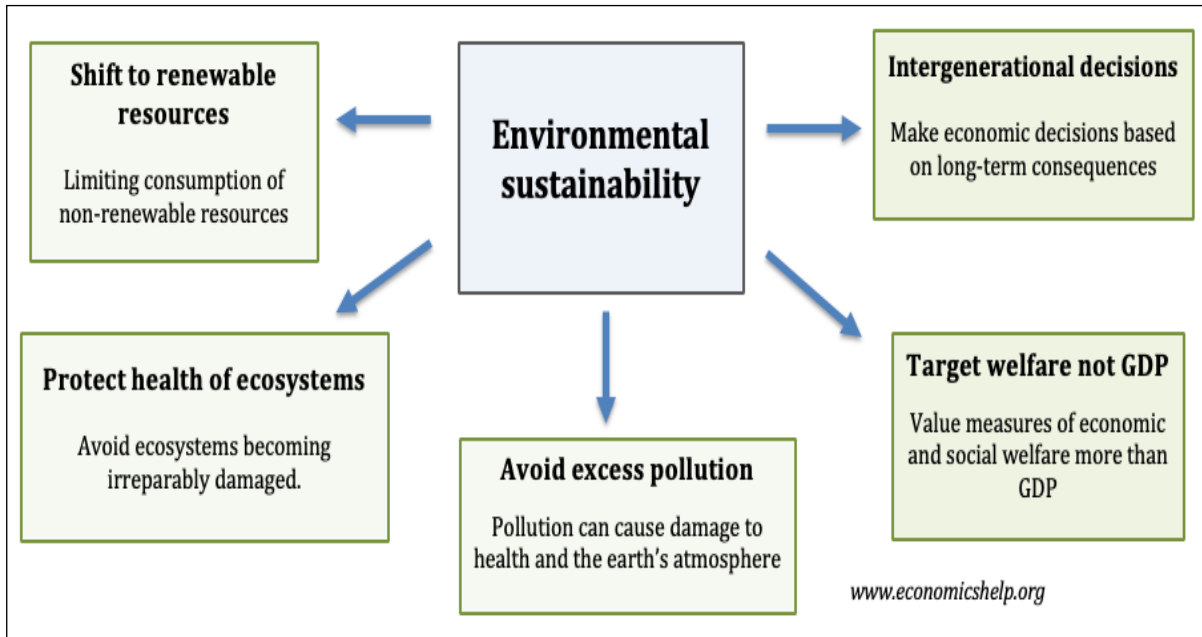 Shift to renewable
resources
Limiting consumption of
non-renewable resources
Environmental
sustainability
Intergenerational decisions
Make economic decisions based
on long-term consequences
Protect health of ecosystems
Avoid ecosystems becoming
irreparably damaged.
Avoid excess pollution
Pollution can cause damage to
health and the earth’s atmosphere
Target welfare not GDP
Value measures of economic
and social welfare more than
GDP
www.economicshelp.org